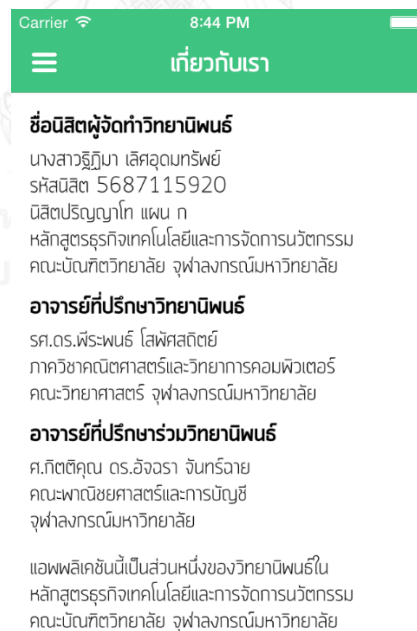 Carrier 8:44 PM
เกี่ยวกับเรา
ชื่อนิสิตผู้จัดทำวิทยานิพนธ์
นางสาวฐิฏิมา เลิศอุดมทรัพย์
รหัสนิสิต 5687115920
นิสิตปริญญาโท แผน ก
หลักสูตรธุรกิจเทคโนโลยีและการจัดการนวัตกรรม
คณะบัณฑิตวิทยาลัย จุฬาลงกรณ์มหาวิทยาลัย
อาจารย์ที่ปรึกษาวิทยานิพนธ์
รศ.ดร.พีระพนธ์ โสพัศสถิตย์
ภาควิชาคณิตศาสตร์และวิทยาการคอมพิวเตอร์
คณะวิทยาศาสตร์ จุฬาลงกรณ์มหาวิทยาลัย
อาจารย์ที่ปรึกษาร่วมวิทยานิพนธ์
ศ.กิตติคุณ ดร.อัจฉรา จันทร์ฉาย
คณะพาณิชยศาสตร์และการบัญชี
จุฬาลงกรณ์มหาวิทยาลัย
แอพพลิเคชันนี้เป็นส่วนหนึ่งของวิทยานิพนธ์ใน
หลักสูตรธุรกิจเทคโนโลยีและการจัดการนวัตกรรม
คณะบัณฑิตวิทยาลัย จุฬาลงกรณ์มหาวิทยาลัย